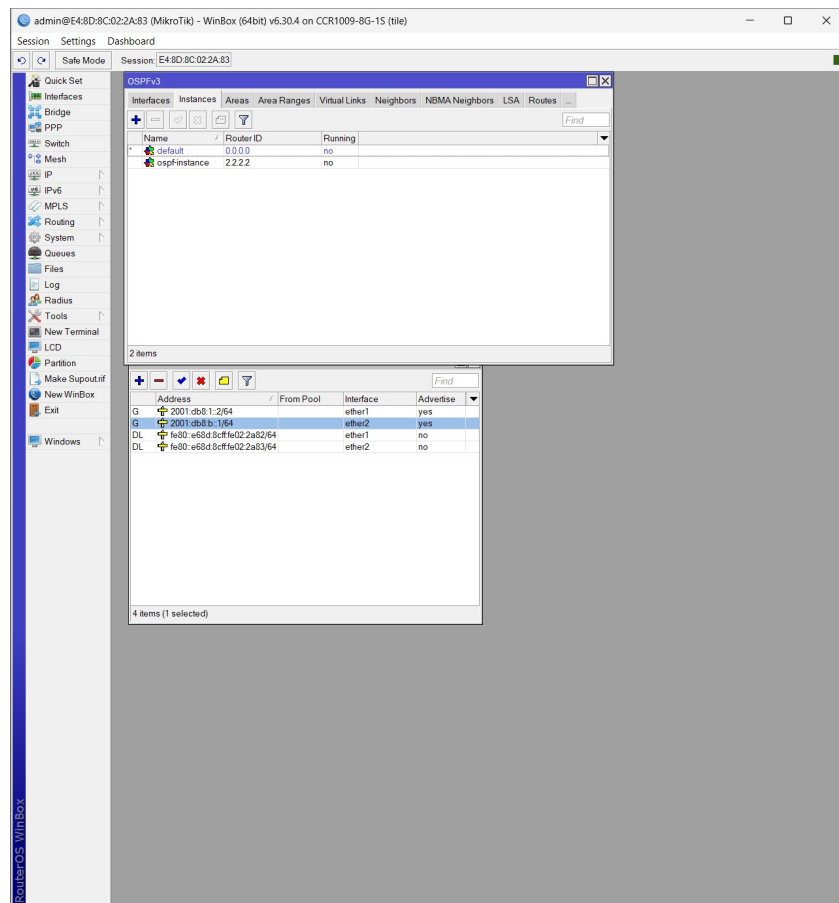 admin@E4:8D:8C:02:2A:83 (MikroTik) - WinBox (64bit) v6.30.4 on CCR1009-8G-1S (tile)
Session Settings Dashboard
Safe Mode Session: E4:8D:8C:02:2A:83
Quick Set
Interfaces
Bridge
PPP
Switch
Mesh
IP
IPv6
MPLS
Routing
System
Queues
Files
Log
Radius
Tools
New Terminal
LCD
Partition
Make Supout.rif
New WinBox
Exit
Windows
RouterOS WinBox
OSPFv3
Interfaces Instances Areas Area Ranges Virtual Links Neighbors NBMA Neighbors LSA Routes ...
Find
Name / Router ID Running
* default 0.0.0.0 no
ospf-instance 2.2.2.2 no
2 items
Find
Address / From Pool Interface Advertise
G 2001:db8:1::2/64 ether1 yes
G 2001:db8:b::1/64 ether2 yes
DL fe80::e68d:8cff:fe02:2a82/64 ether1 no
DL fe80::e68d:8cff:fe02:2a83/64 ether2 no
4 items (1 selected)